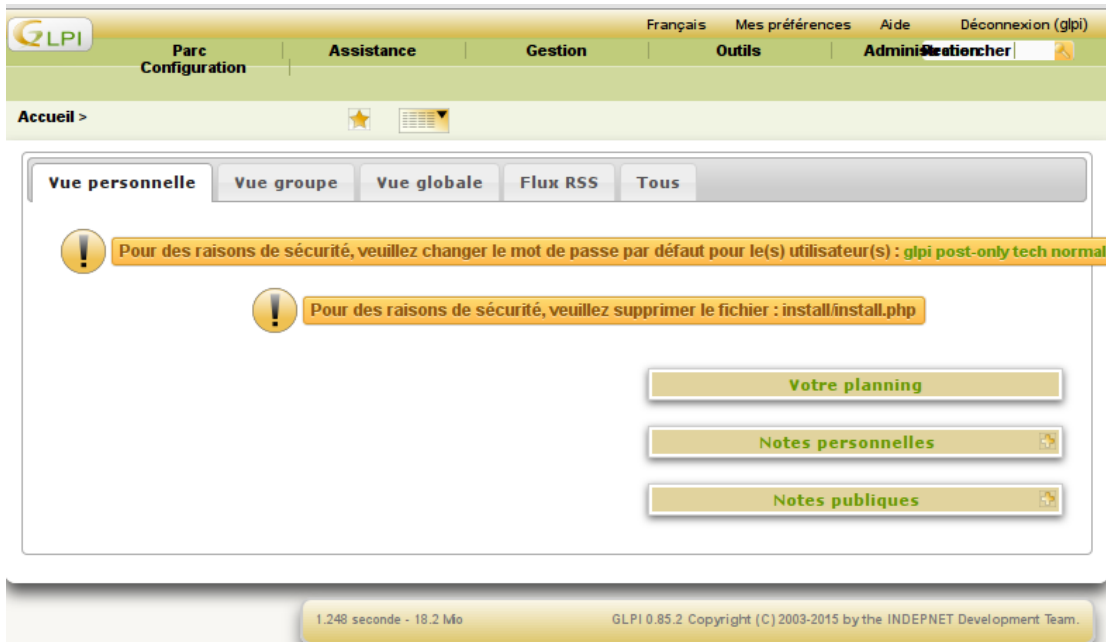 GLPI
Français Mes préférences Aide Déconnexion (glpi)
Parc Assistance Gestion Outils Administration Rechercher
Configuration
Accueil >
Vue personnelle Vue groupe Vue globale Flux RSS Tous
Pour des raisons de sécurité, veuillez changer le mot de passe par défaut pour le(s) utilisateur(s) : glpi post-only tech normal
Pour des raisons de sécurité, veuillez supprimer le fichier : install/install.php
Votre planning
Notes personnelles
Notes publiques
1.248 seconde - 18.2 Mio GLPI 0.85.2 Copyright (C) 2003-2015 by the INDEPNET Development Team.